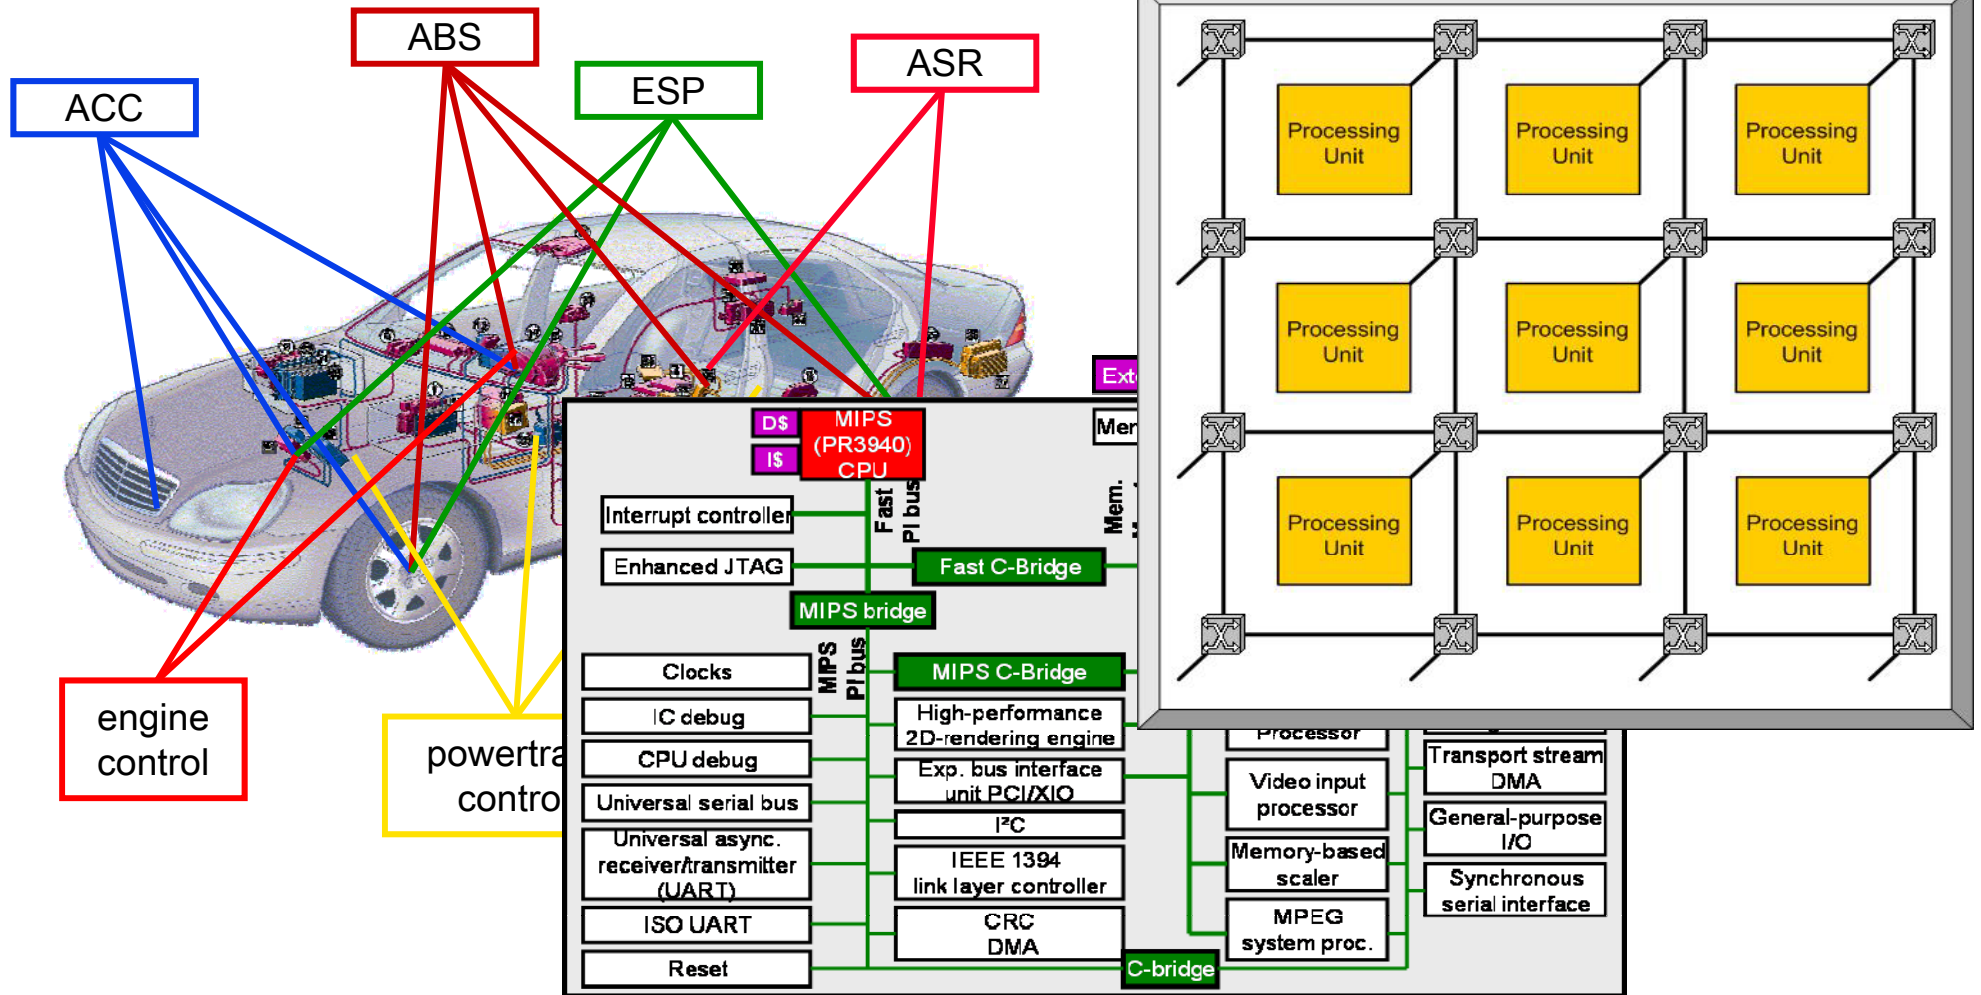 ACC
ABS
ESP
ASR
engine
control
D$
I$
MIPS
(PR3940)
CPU
Fast
PI bus
Mem.
Interrupt controller
Enhanced JTAG
Fast C-Bridge
MIPS bridge
MIPS
PI bus
Clocks
IC debug
CPU debug
Universal serial bus
Universal async.
receiver/transmitter
(UART)
ISO UART
Reset
MIPS C-Bridge
High-performance
2D-rendering engine
Exp. bus interface
unit PCI/XIO
I²C
IEEE 1394
link layer controller
CRC
DMA
C-bridge
Processor
Video input
processor
Memory-based
scaler
MPEG
system proc.
Transport stream
DMA
General-purpose
I/O
Synchronous
serial interface
Processing
Unit
Processing
Unit
Processing
Unit
Processing
Unit
Processing
Unit
Processing
Unit
Processing
Unit
Processing
Unit
Processing
Unit